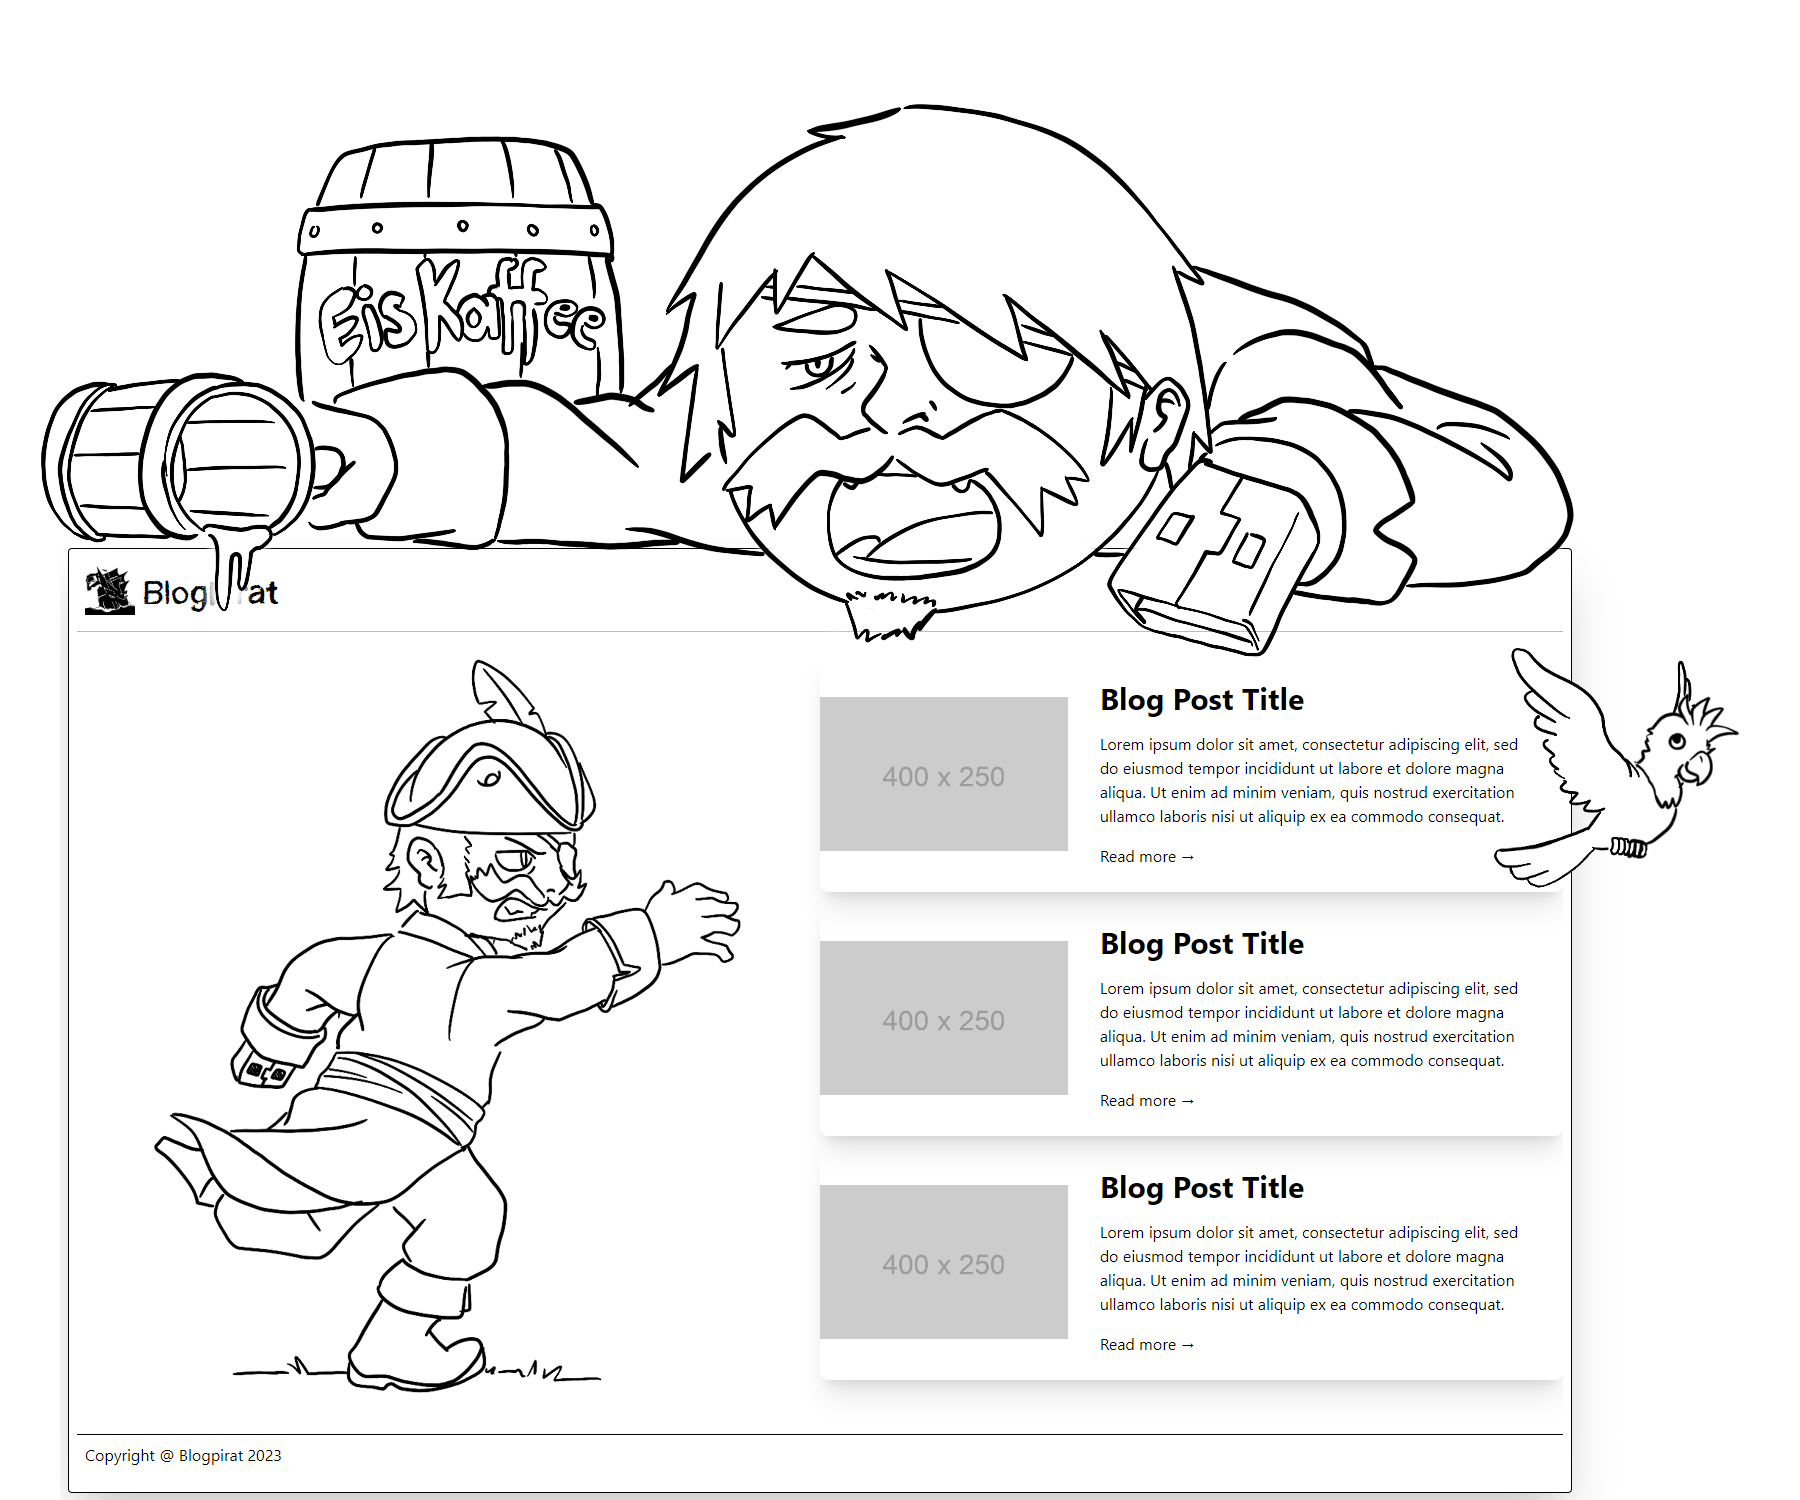 Eis Kaffee
Blogpirat
400 x 250
Blog Post Title
Lorem ipsum dolor sit amet, consectetur adipiscing elit, sed
do eiusmod tempor incididunt ut labore et dolore magna
aliqua. Ut enim ad minim veniam, quis nostrud exercitation
ullamco laboris nisi ut aliquip ex ea commodo consequat.
Read more →
400 x 250
Blog Post Title
Lorem ipsum dolor sit amet, consectetur adipiscing elit, sed
do eiusmod tempor incididunt ut labore et dolore magna
aliqua. Ut enim ad minim veniam, quis nostrud exercitation
ullamco laboris nisi ut aliquip ex ea commodo consequat.
Read more →
400 x 250
Blog Post Title
Lorem ipsum dolor sit amet, consectetur adipiscing elit, sed
do eiusmod tempor incididunt ut labore et dolore magna
aliqua. Ut enim ad minim veniam, quis nostrud exercitation
ullamco laboris nisi ut aliquip ex ea commodo consequat.
Read more →
Copyright @ Blogpirat 2023